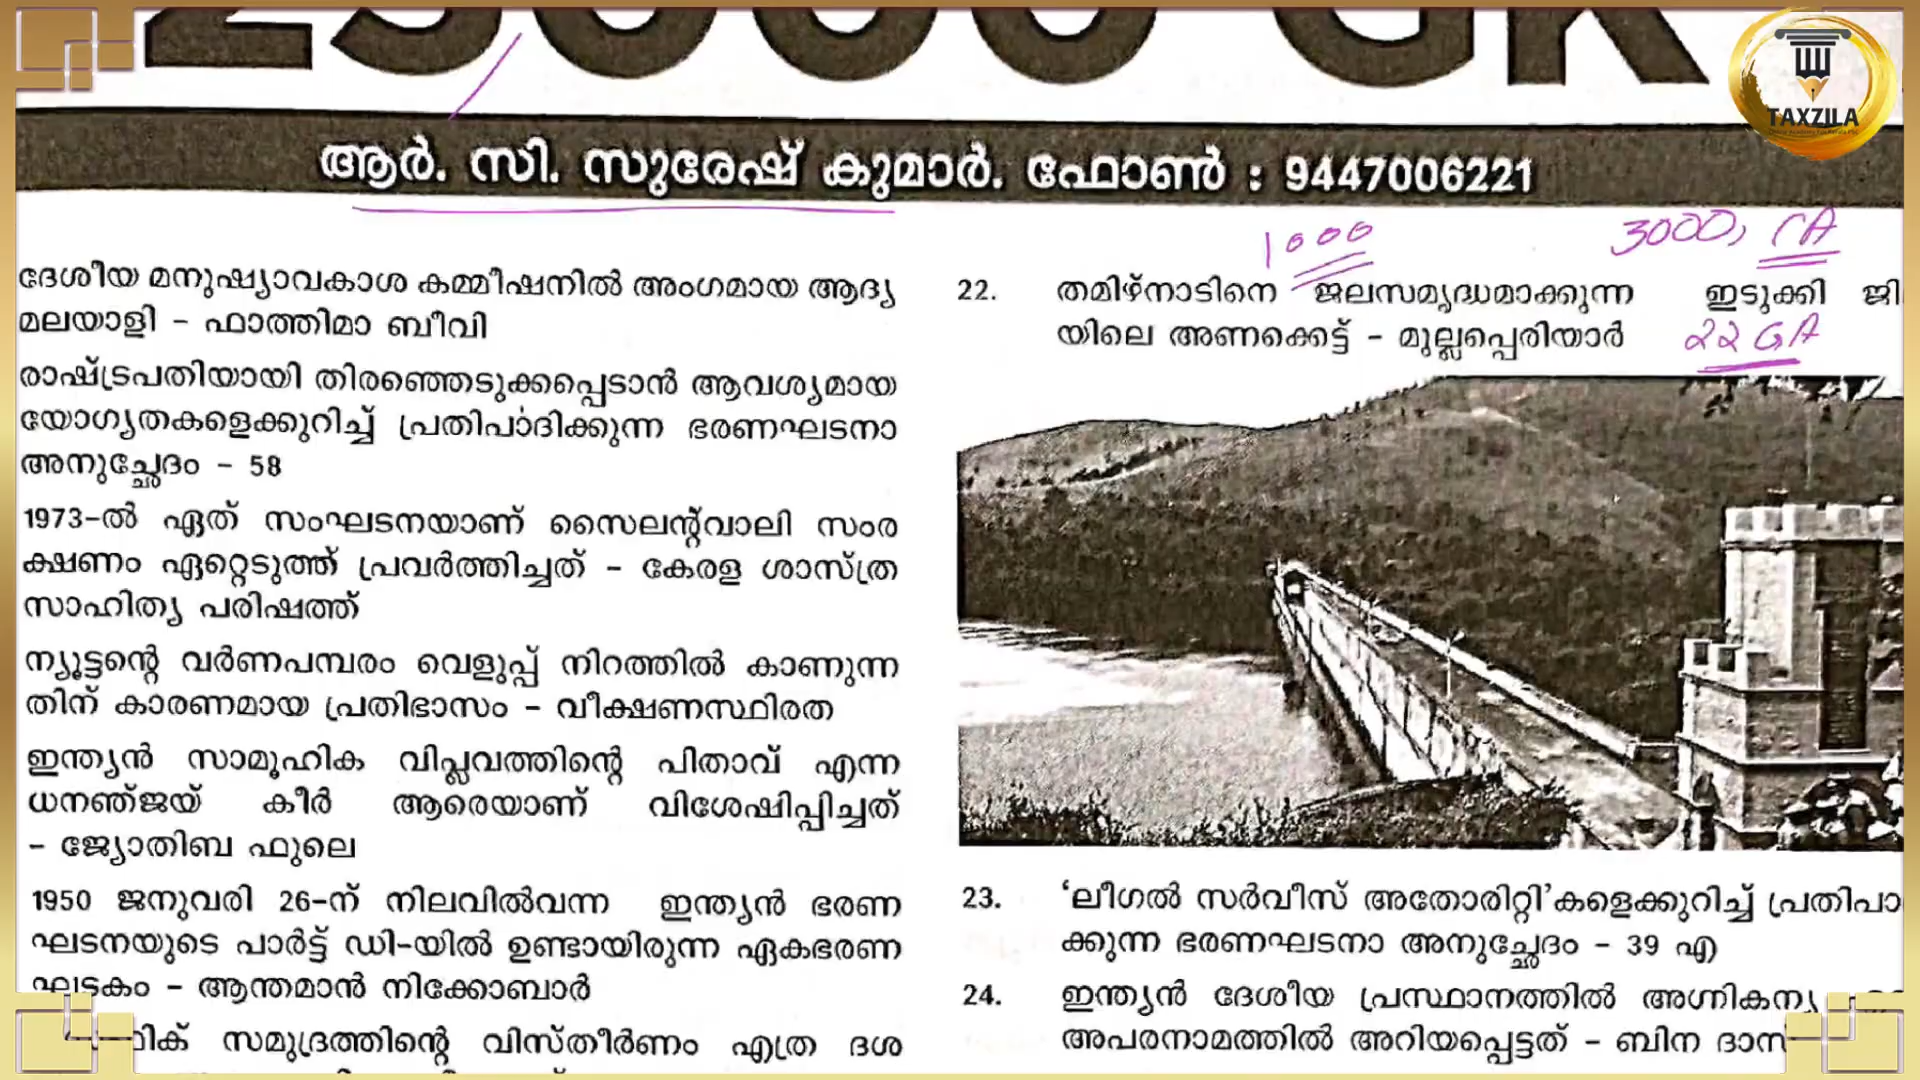 25000 GK
TAXZILA
ആർ. സി. സുരേഷ് കുമാർ. ഫോൺ : 9447006221
1000
3000, CA
22 GA
ദേശീയ മനുഷ്യാവകാശ കമ്മീഷനിൽ അംഗമായ ആദ്യ
മലയാളി - ഫാത്തിമാ ബീവി
രാഷ്ട്രപതിയായി തിരഞ്ഞെടുക്കപ്പെടാൻ ആവശ്യമായ
യോഗ്യതകളെക്കുറിച്ച് പ്രതിപാദിക്കുന്ന ഭരണഘടനാ
അനുച്ഛേദം - 58
1973-ൽ ഏത് സംഘടനയാണ് സൈലന്റ്‌വാലി സംര
ക്ഷണം ഏറ്റെടുത്ത് പ്രവർത്തിച്ചത് - കേരള ശാസ്ത്ര
സാഹിത്യ പരിഷത്ത്
ന്യൂട്ടന്റെ വർണപമ്പരം വെളുപ്പ് നിറത്തിൽ കാണുന്ന
തിന് കാരണമായ പ്രതിഭാസം - വീക്ഷണസ്ഥിരത
ഇന്ത്യൻ സാമൂഹിക വിപ്ലവത്തിന്റെ പിതാവ് എന്ന
ധനഞ്ജയ് കീർ ആരെയാണ് വിശേഷിപ്പിച്ചത്
- ജ്യോതിബ ഫുലെ
1950 ജനുവരി 26-ന് നിലവിൽവന്ന ഇന്ത്യൻ ഭരണ
ഘടനയുടെ പാർട്ട് ഡി-യിൽ ഉണ്ടായിരുന്ന ഏകഭരണ
ഘടകം - ആന്തമാൻ നിക്കോബാർ
സമുദ്രത്തിന്റെ വിസ്തീർണം എത്ര ദശ
22. തമിഴ്നാടിനെ ജലസമൃദ്ധമാക്കുന്ന ഇടുക്കി ജി
യിലെ അണക്കെട്ട് - മുല്ലപ്പെരിയാർ
23. ‘ലീഗൽ സർവീസ് അതോരിറ്റി’കളെക്കുറിച്ച് പ്രതിപാ
ക്കുന്ന ഭരണഘടനാ അനുച്ഛേദം - 39 എ
24. ഇന്ത്യൻ ദേശീയ പ്രസ്ഥാനത്തിൽ അഗ്നികന്യ
അപരനാമത്തിൽ അറിയപ്പെട്ടത് - ബിന ദാസ്